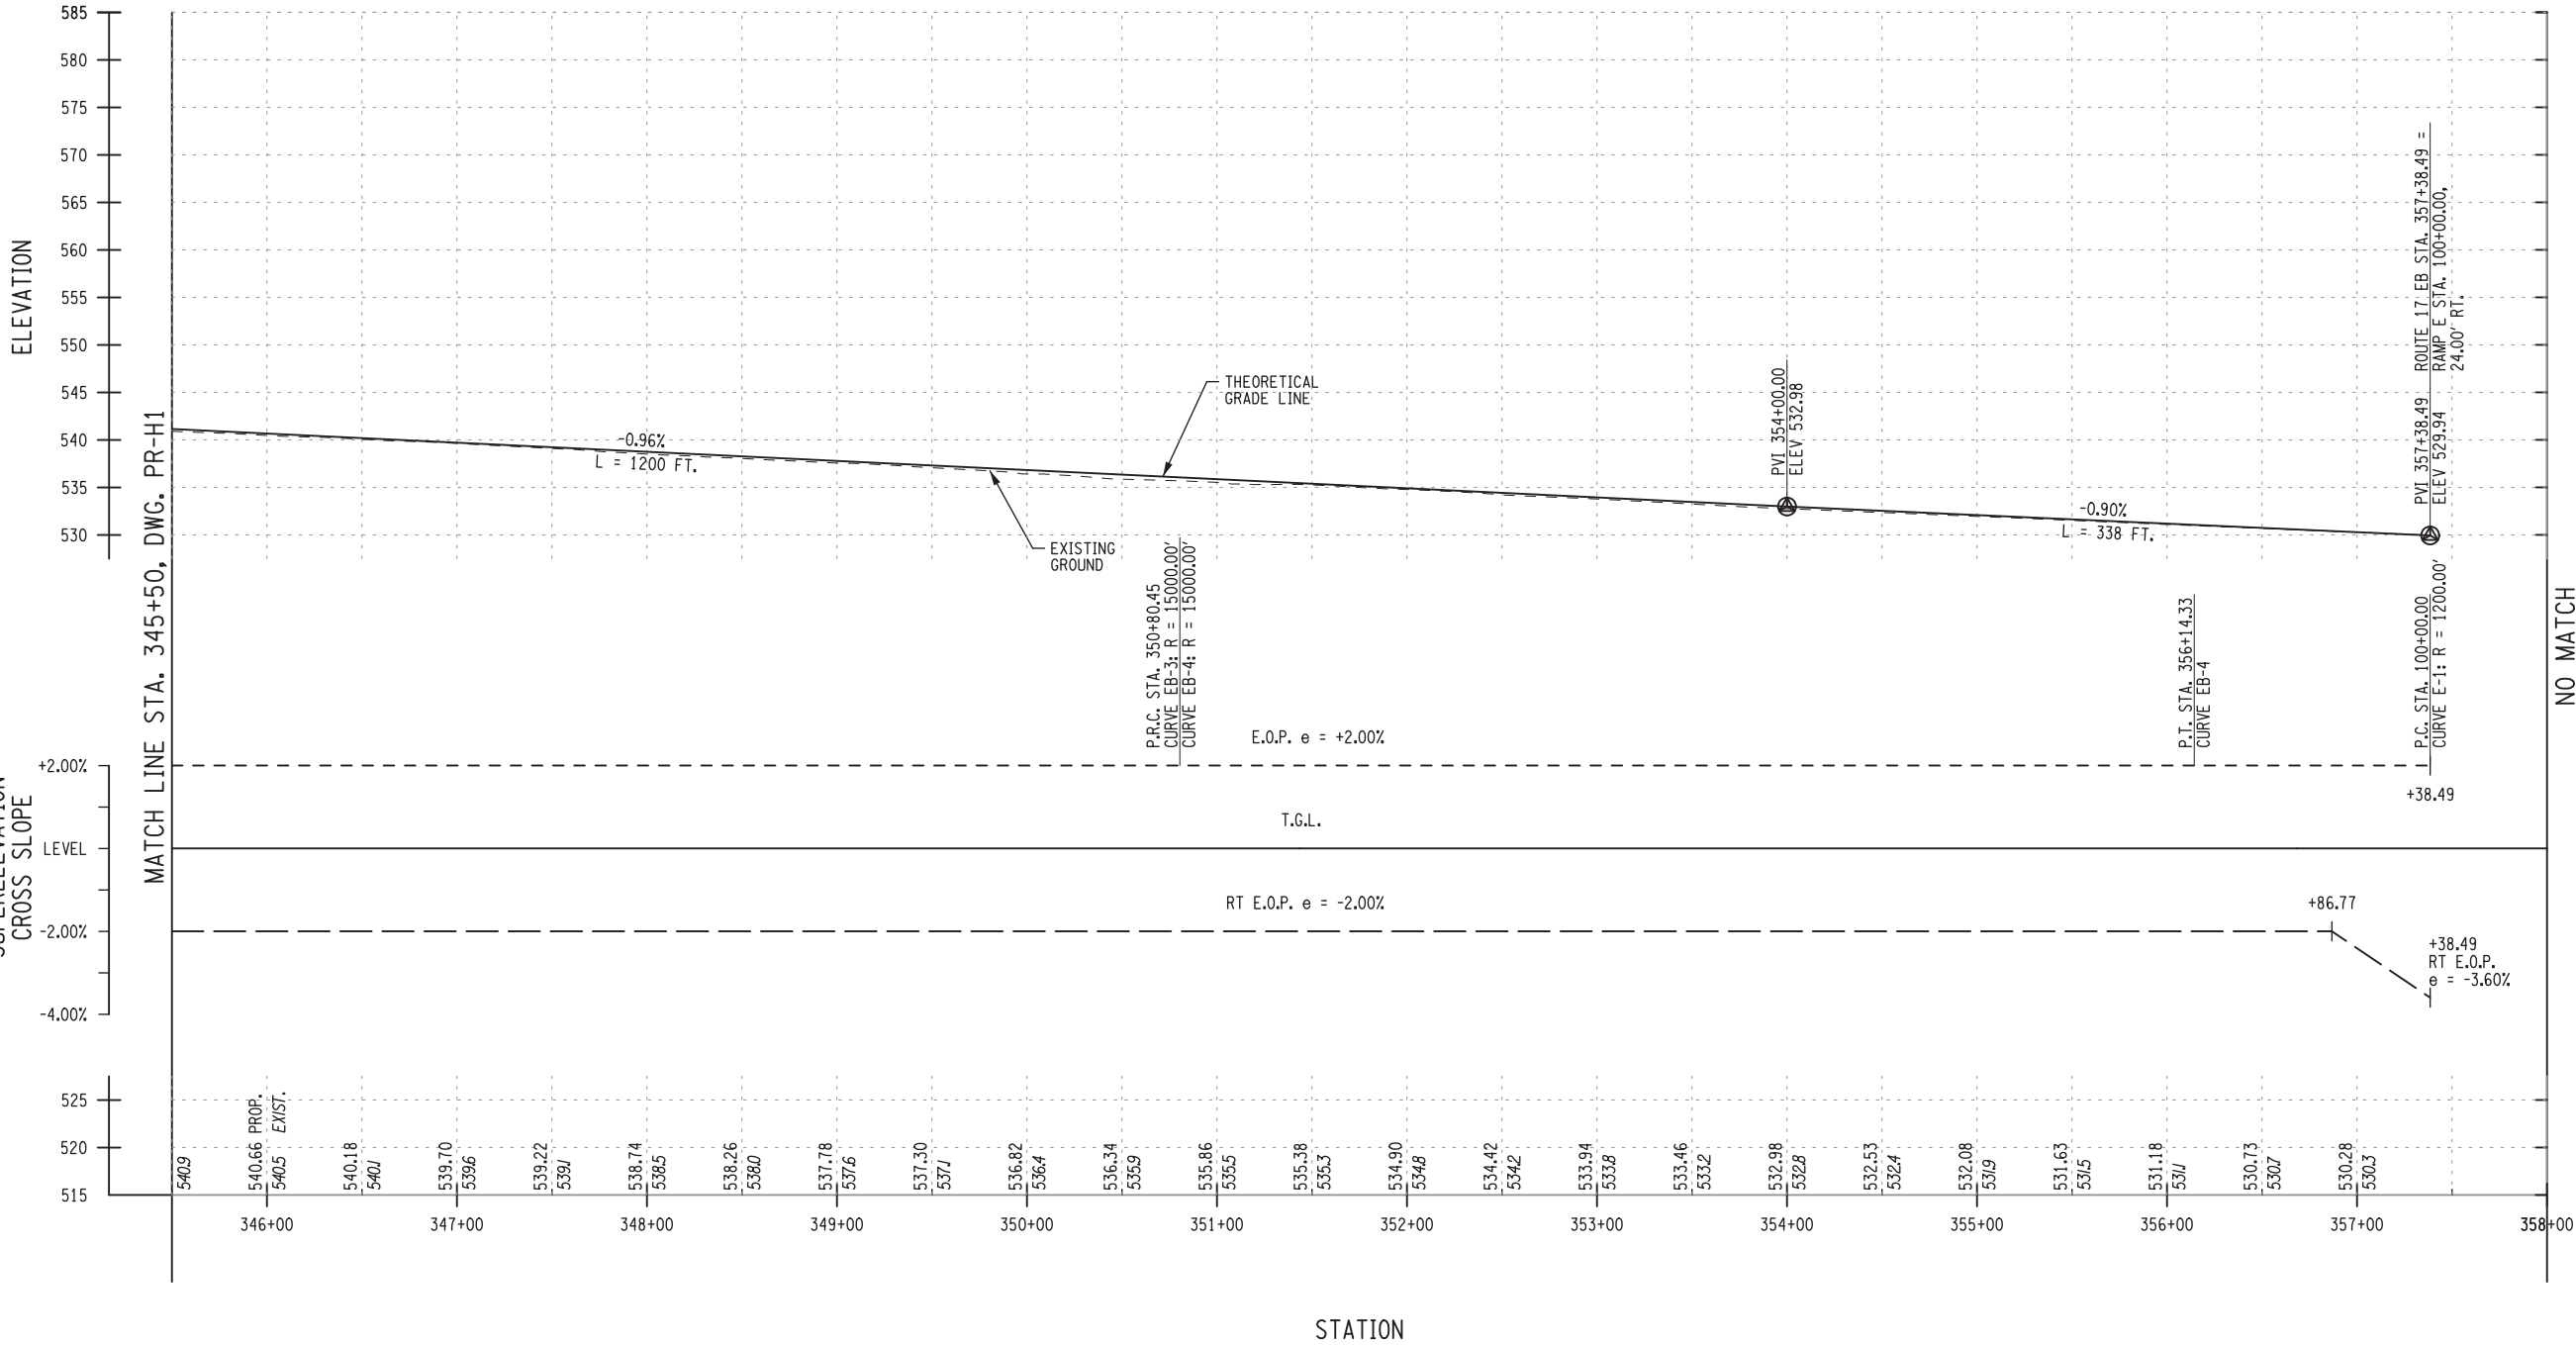 585
580
575
570
565
560
555
550
545
540
535
530
ELEVATION
MATCH LINE STA. 345+50, DWG. PR-H1
-0.96%
L = 1200 FT.
THEORETICAL
GRADE LINE
EXISTING
GROUND
PVI 354+00.00
ELEV 532.98
-0.90%
L = 338 FT.
PVI 357+38.49
ELEV 529.94
ROUTE 17 EB STA. 357+38.49 =
RAMP E STA. 100+00.00,
24.00' RT.
P.R.C. STA. 350+80.45
CURVE EB-3: R = 15000.00'
CURVE EB-4: R = 15000.00'
P.T. STA. 356+14.33
CURVE EB-4
P.C. STA. 100+00.00
CURVE E-1: R = 1200.00'
NO MATCH
CROSS SLOPE
+2.00%
LEVEL
-2.00%
-4.00%
E.O.P. e = +2.00%
+38.49
T.G.L.
RT E.O.P. e = -2.00%
+86.77
+38.49
RT E.O.P.
e = -3.60%
525
520
515
540.9
540.66 PROP.
540.5 EXIST.
540.18
540.1
539.70
539.6
539.22
539.1
538.74
538.5
538.26
538.0
537.78
537.6
537.30
537.1
536.82
536.4
536.34
535.9
535.86
535.5
535.38
535.3
534.90
534.8
534.42
534.2
533.94
533.8
533.46
533.2
532.98
532.8
532.53
532.4
532.08
531.9
531.63
531.5
531.18
531.1
530.73
530.7
530.28
530.3
346+00
347+00
348+00
349+00
350+00
351+00
352+00
353+00
354+00
355+00
356+00
357+00
358+00
STATION